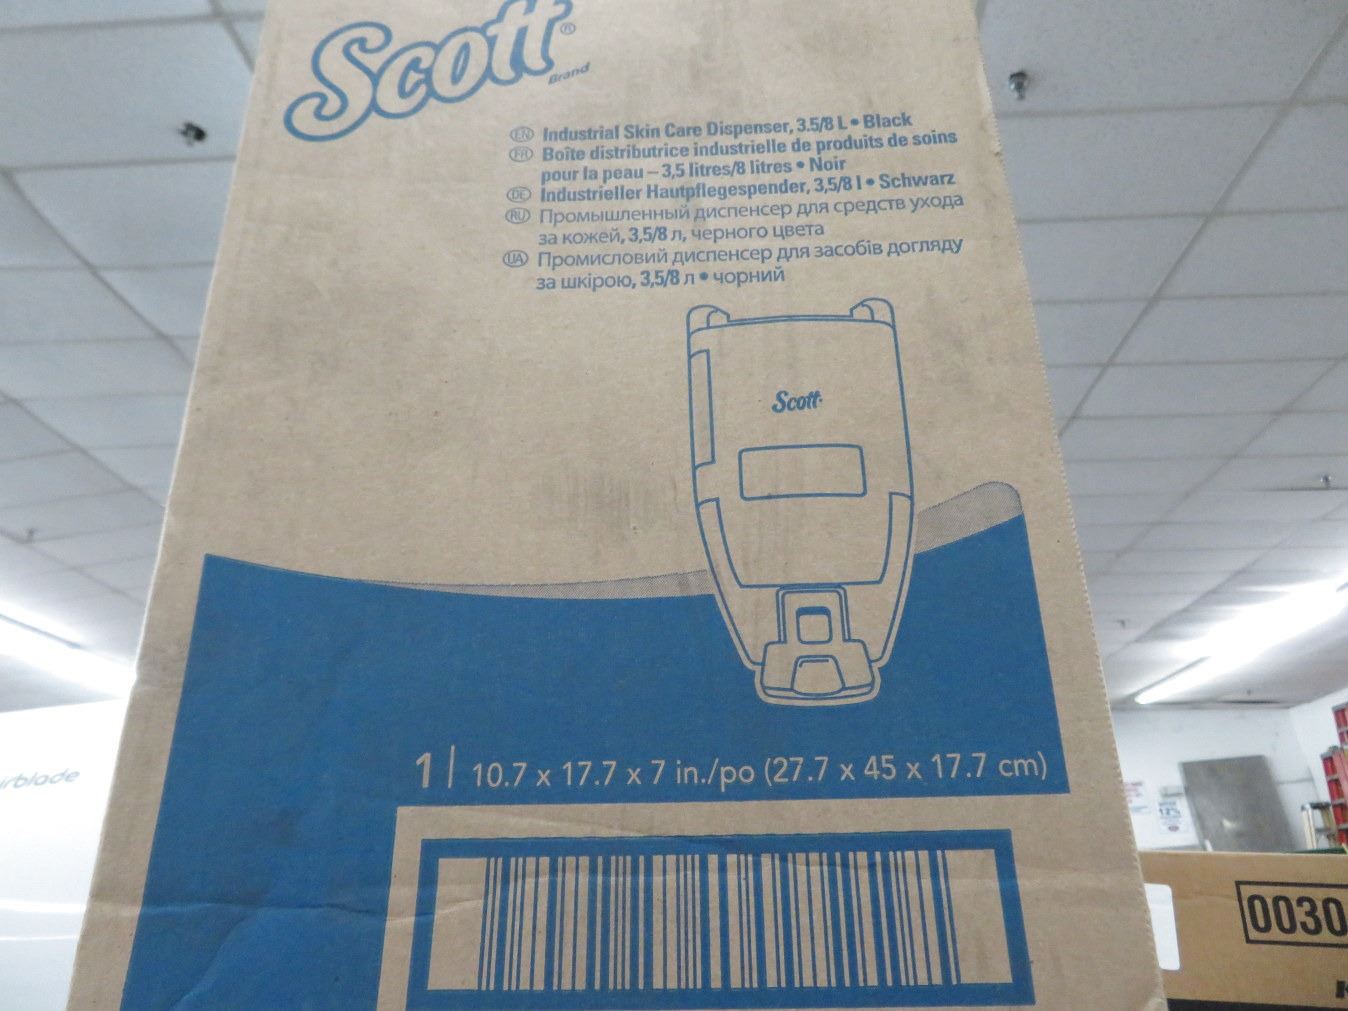 Scott®
Brand
EN Industrial Skin Care Dispenser, 3.5/8 L • Black
FR Boîte distributrice industrielle de produits de soins
pour la peau – 3,5 litres/8 litres • Noir
DE Industrieller Hautpflegespender, 3,5/8 l • Schwarz
RU Промышленный диспенсер для средств ухода
за кожей, 3,5/8 л, черного цвета
UA Промисловий диспенсер для засобів догляду
за шкірою, 3,5/8 л • чорний
Scott
1 | 10.7 x 17.7 x 7 in./po (27.7 x 45 x 17.7 cm)
irblade
0030